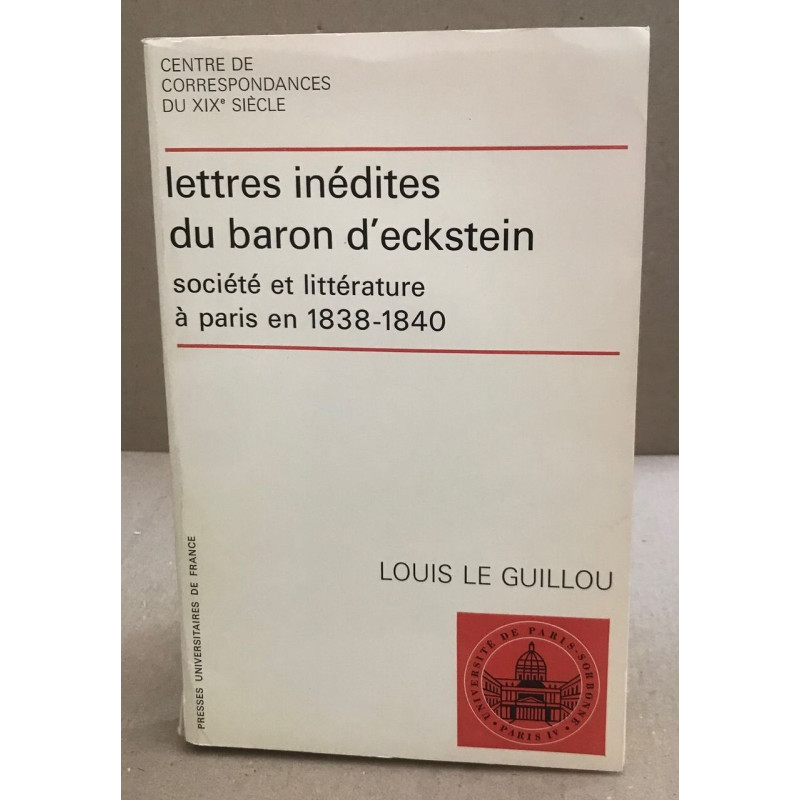 CENTRE DE
CORRESPONDANCES
DU XIXe SIÈCLE
lettres inédites
du baron d'eckstein
société et littérature
à paris en 1838-1840
LOUIS LE GUILLOU
PRESSES UNIVERSITAIRES DE FRANCE
• UNIVERSITÉ DE PARIS-SORBONNE •
PARIS IV